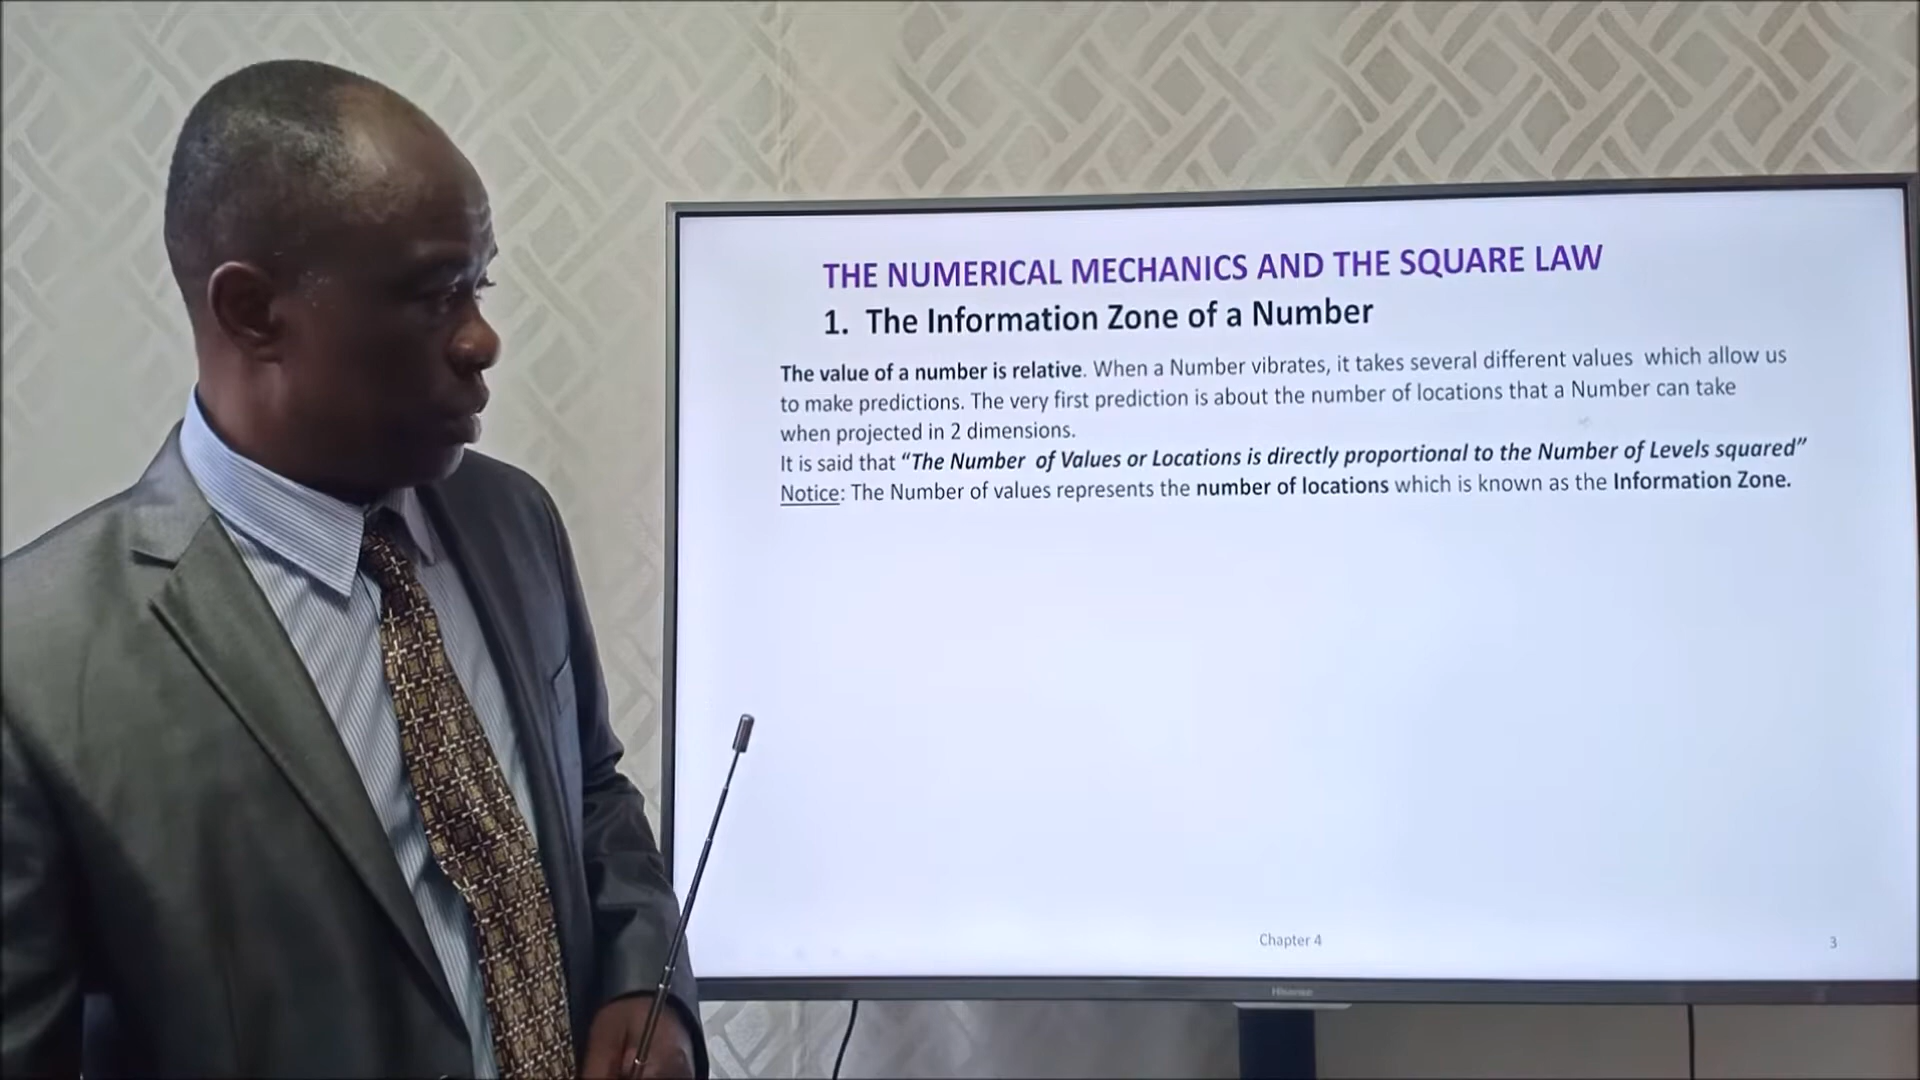 THE NUMERICAL MECHANICS AND THE SQUARE LAW
1. The Information Zone of a Number
The value of a number is relative. When a Number vibrates, it takes several different values which allow us
to make predictions. The very first prediction is about the number of locations that a Number can take
when projected in 2 dimensions.
It is said that “The Number of Values or Locations is directly proportional to the Number of Levels squared”
Notice: The Number of values represents the number of locations which is known as the Information Zone.
Chapter 4
3
Hisense